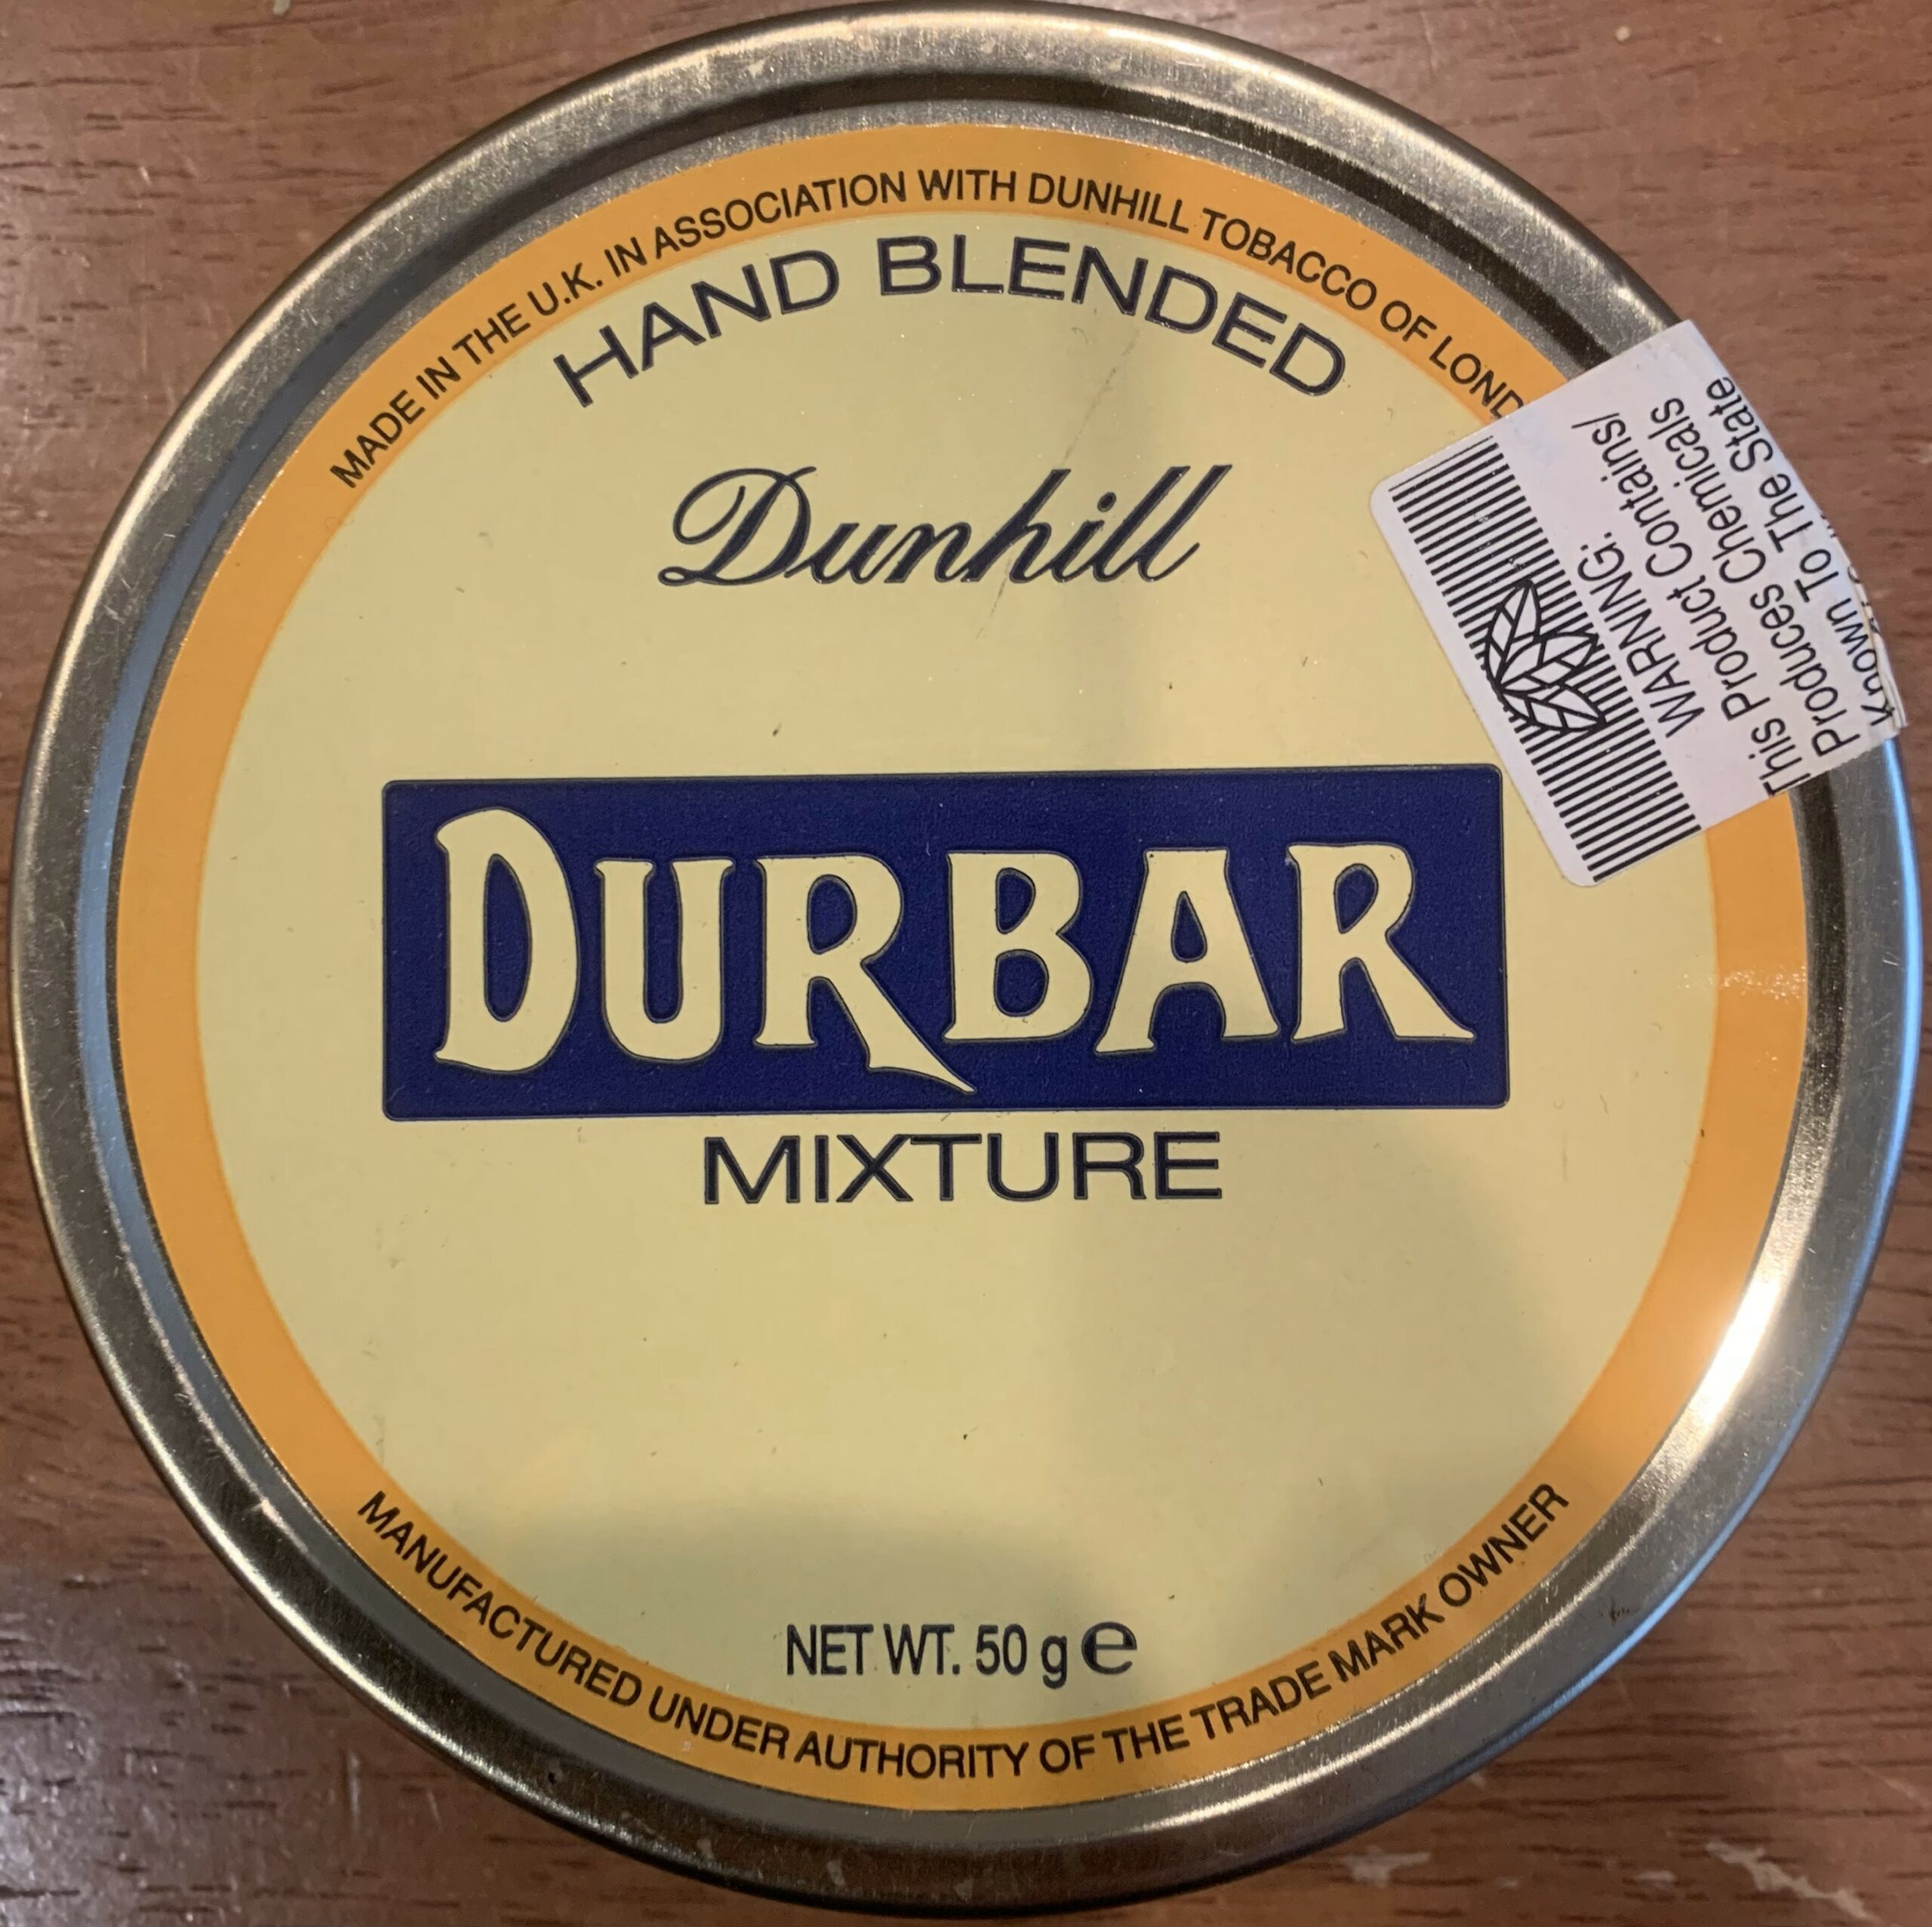 MADE IN THE U.K. IN ASSOCIATION WITH DUNHILL TOBACCO OF LOND
HAND BLENDED
Dunhill
DURBAR
MIXTURE
NET WT. 50 g e
MANUFACTURED UNDER AUTHORITY OF THE TRADE MARK OWNER
WARNING:
This Product Contains/
Produces Chemicals
Known To The State